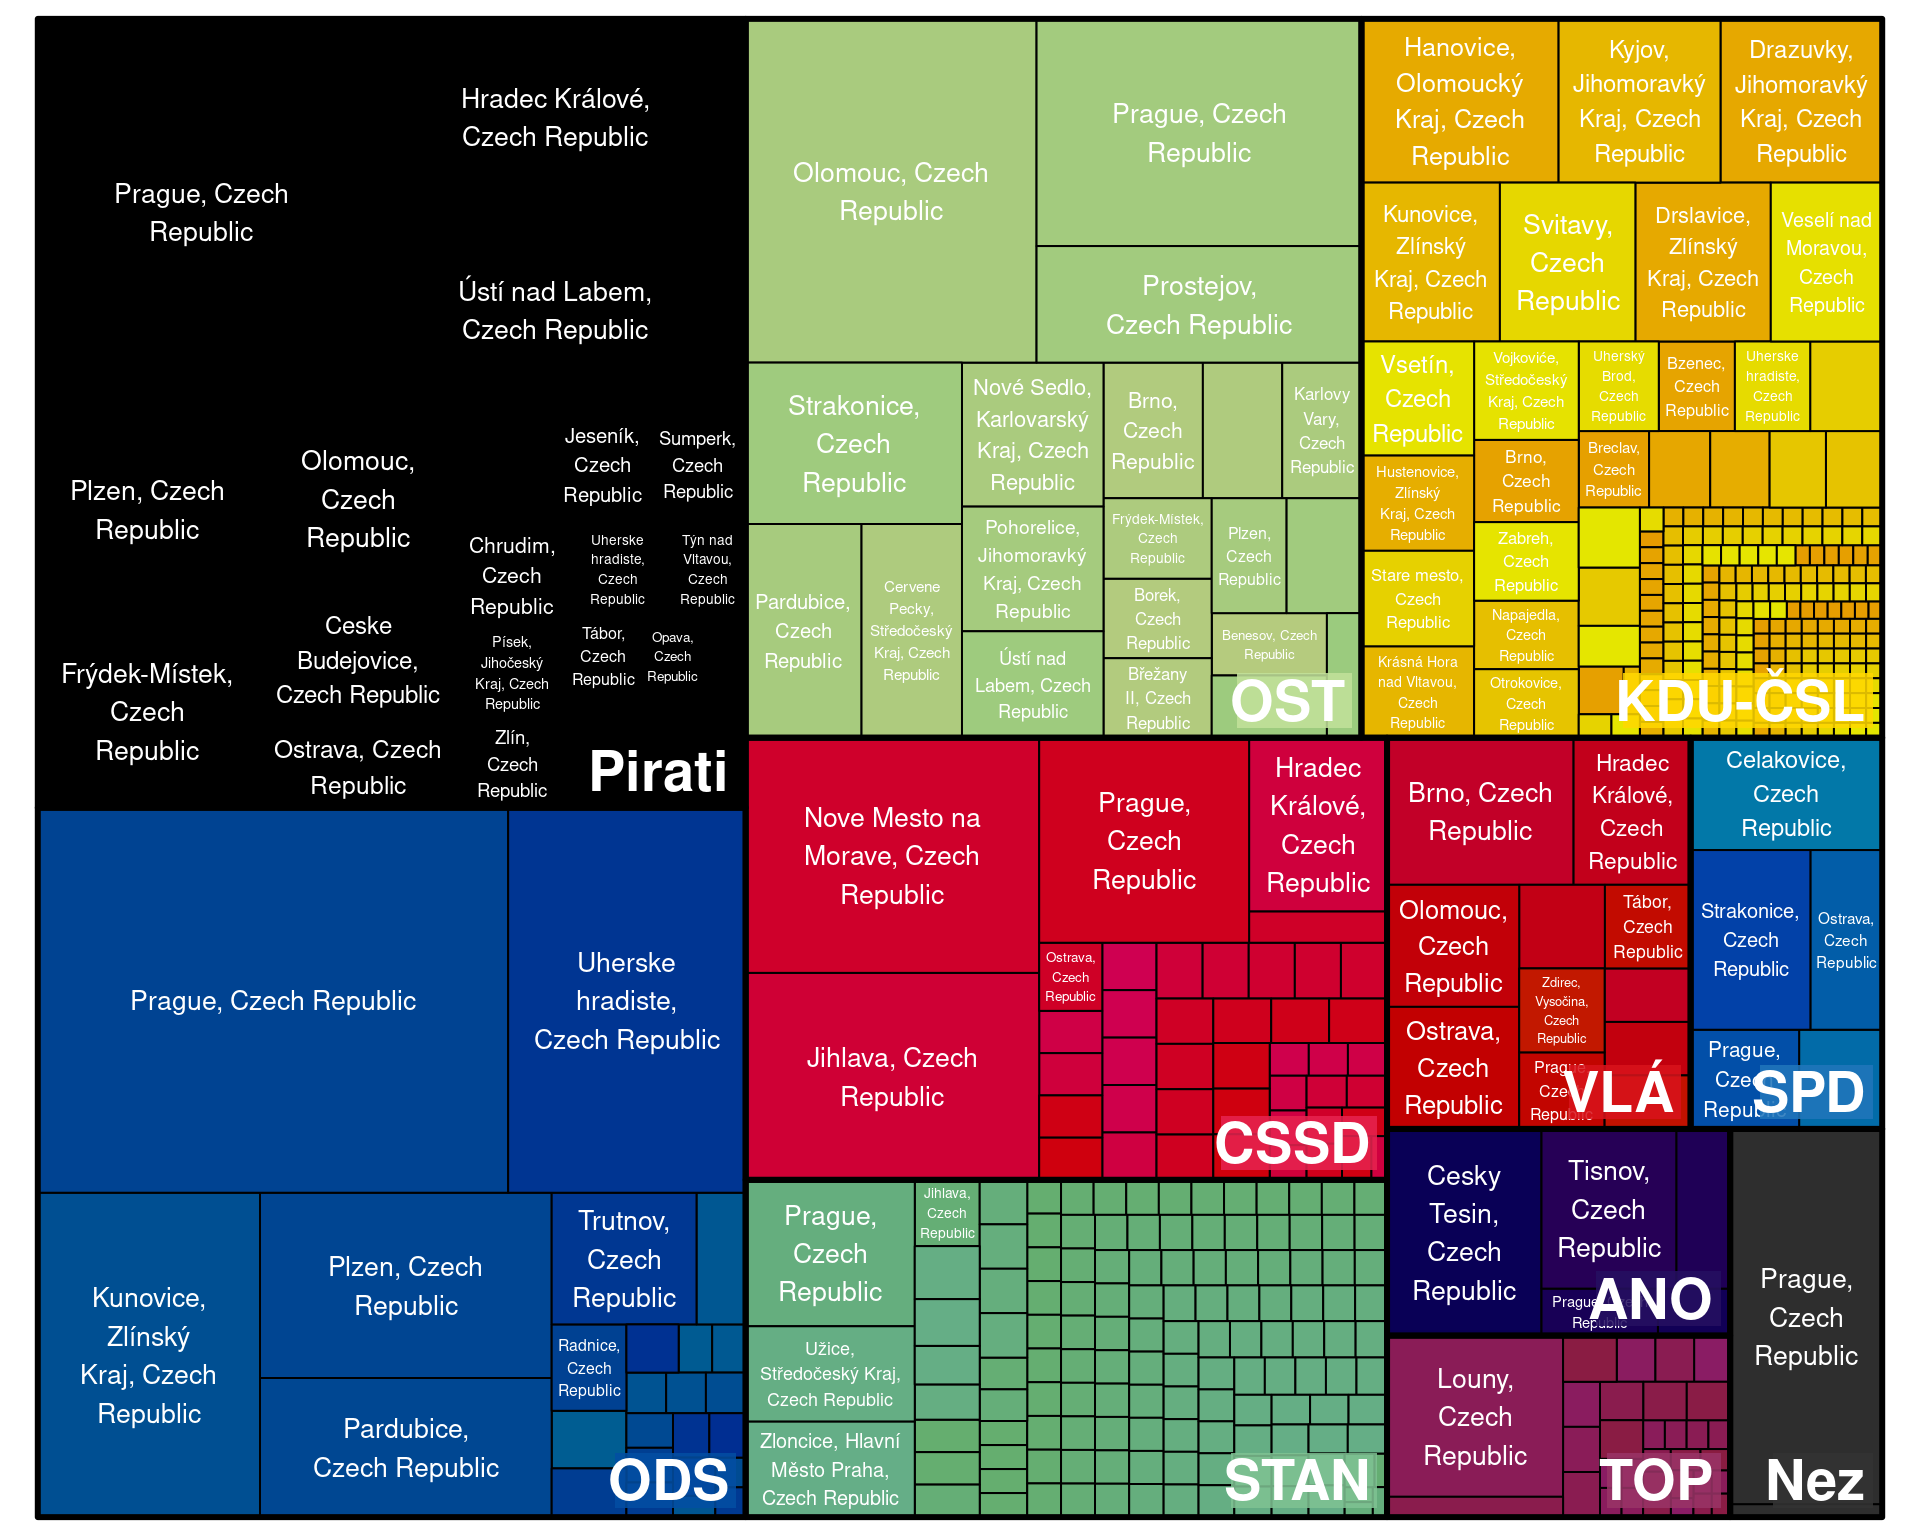 Prague, Czech
Republic
Hradec Králové,
Czech Republic
Ústí nad Labem,
Czech Republic
Plzen, Czech
Republic
Olomouc,
Czech
Republic
Jeseník,
Czech
Republic
Sumperk,
Czech
Republic
Chrudim,
Czech
Republic
Uherske
hradiste,
Czech
Republic
Týn nad
Vltavou,
Czech
Republic
Frýdek-Místek,
Czech
Republic
Ceske
Budejovice,
Czech Republic
Písek,
Jihočeský
Kraj, Czech
Republic
Tábor,
Czech
Republic
Opava,
Czech
Republic
Ostrava, Czech
Republic
Zlín,
Czech
Republic
Pirati
Olomouc, Czech
Republic
Prague, Czech
Republic
Prostejov,
Czech Republic
Strakonice,
Czech
Republic
Nové Sedlo,
Karlovarský
Kraj, Czech
Republic
Brno,
Czech
Republic
Karlovy
Vary,
Czech
Republic
Pardubice,
Czech
Republic
Cervene
Pecky,
Středočeský
Kraj, Czech
Republic
Pohorelice,
Jihomoravký
Kraj, Czech
Republic
Frýdek-Místek,
Czech
Republic
Plzen,
Czech
Republic
Borek,
Czech
Republic
Ústí nad
Labem, Czech
Republic
Benesov, Czech
Republic
Břežany
II, Czech
Republic
OST
Hanovice,
Olomoucký
Kraj, Czech
Republic
Kyjov,
Jihomoravký
Kraj, Czech
Republic
Drazuvky,
Jihomoravký
Kraj, Czech
Republic
Kunovice,
Zlínský
Kraj, Czech
Republic
Svitavy,
Czech
Republic
Drslavice,
Zlínský
Kraj, Czech
Republic
Veselí nad
Moravou,
Czech
Republic
Vsetín,
Czech
Republic
Vojkoviće,
Středočeský
Kraj, Czech
Republic
Uherský
Brod,
Czech
Republic
Bzenec,
Czech
Republic
Uherske
hradiste,
Czech
Republic
Hustenovice,
Zlínský
Kraj, Czech
Republic
Brno,
Czech
Republic
Breclav,
Czech
Republic
Zabreh,
Czech
Republic
Stare mesto,
Czech
Republic
Napajedla,
Czech
Republic
Krásná Hora
nad Vltavou,
Czech
Republic
Otrokovice,
Czech
Republic
KDU-ČSL
Prague, Czech Republic
Uherske
hradiste,
Czech Republic
Kunovice,
Zlínský
Kraj, Czech
Republic
Plzen, Czech
Republic
Pardubice,
Czech Republic
Trutnov,
Czech
Republic
Radnice,
Czech
Republic
ODS
Nove Mesto na
Morave, Czech
Republic
Prague,
Czech
Republic
Hradec
Králové,
Czech
Republic
Jihlava, Czech
Republic
Ostrava,
Czech
Republic
CSSD
Prague,
Czech
Republic
Jihlava,
Czech
Republic
Užice,
Středočeský Kraj,
Czech Republic
Zloncice, Hlavní
Město Praha,
Czech Republic
STAN
Brno, Czech
Republic
Hradec
Králové,
Czech
Republic
Olomouc,
Czech
Republic
Tábor,
Czech
Republic
Zdirec,
Vysočina,
Czech
Republic
Ostrava,
Czech
Republic
Prague,
Czech
Republic
VLÁ
Celakovice,
Czech
Republic
Strakonice,
Czech
Republic
Ostrava,
Czech
Republic
Prague,
Czech
Republic
SPD
Cesky
Tesin,
Czech
Republic
Tisnov,
Czech
Republic
Prague,
Republic
ANO
Louny,
Czech
Republic
TOP
Prague,
Czech
Republic
Nez